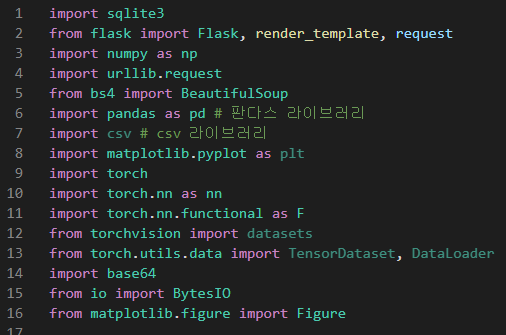 1 import sqlite3
2 from flask import Flask, render_template, request
3 import numpy as np
4 import urllib.request
5 from bs4 import BeautifulSoup
6 import pandas as pd # 판다스 라이브러리
7 import csv # csv 라이브러리
8 import matplotlib.pyplot as plt
9 import torch
10 import torch.nn as nn
11 import torch.nn.functional as F
12 from torchvision import datasets
13 from torch.utils.data import TensorDataset, DataLoader
14 import base64
15 from io import BytesIO
16 from matplotlib.figure import Figure
17